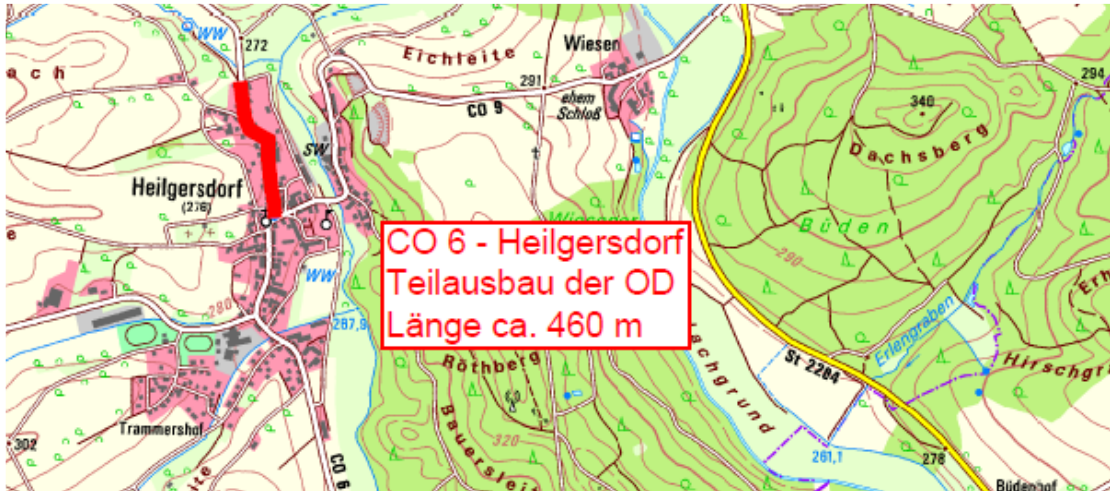 WW
272
ach
Eichleite
Wiesen
291
CO 9
ehem
Schloß
294
340
Dachsberg
SW
Heilgersdorf
(276)
Büden
290
CO 6 - Heilgersdorf
Teilausbau der OD
Länge ca. 460 m
WW
280
287,9
Erlengraben
St 2284
Röthberg
320
Trammershof
302
CO 6
261,1
278
Büdenhof